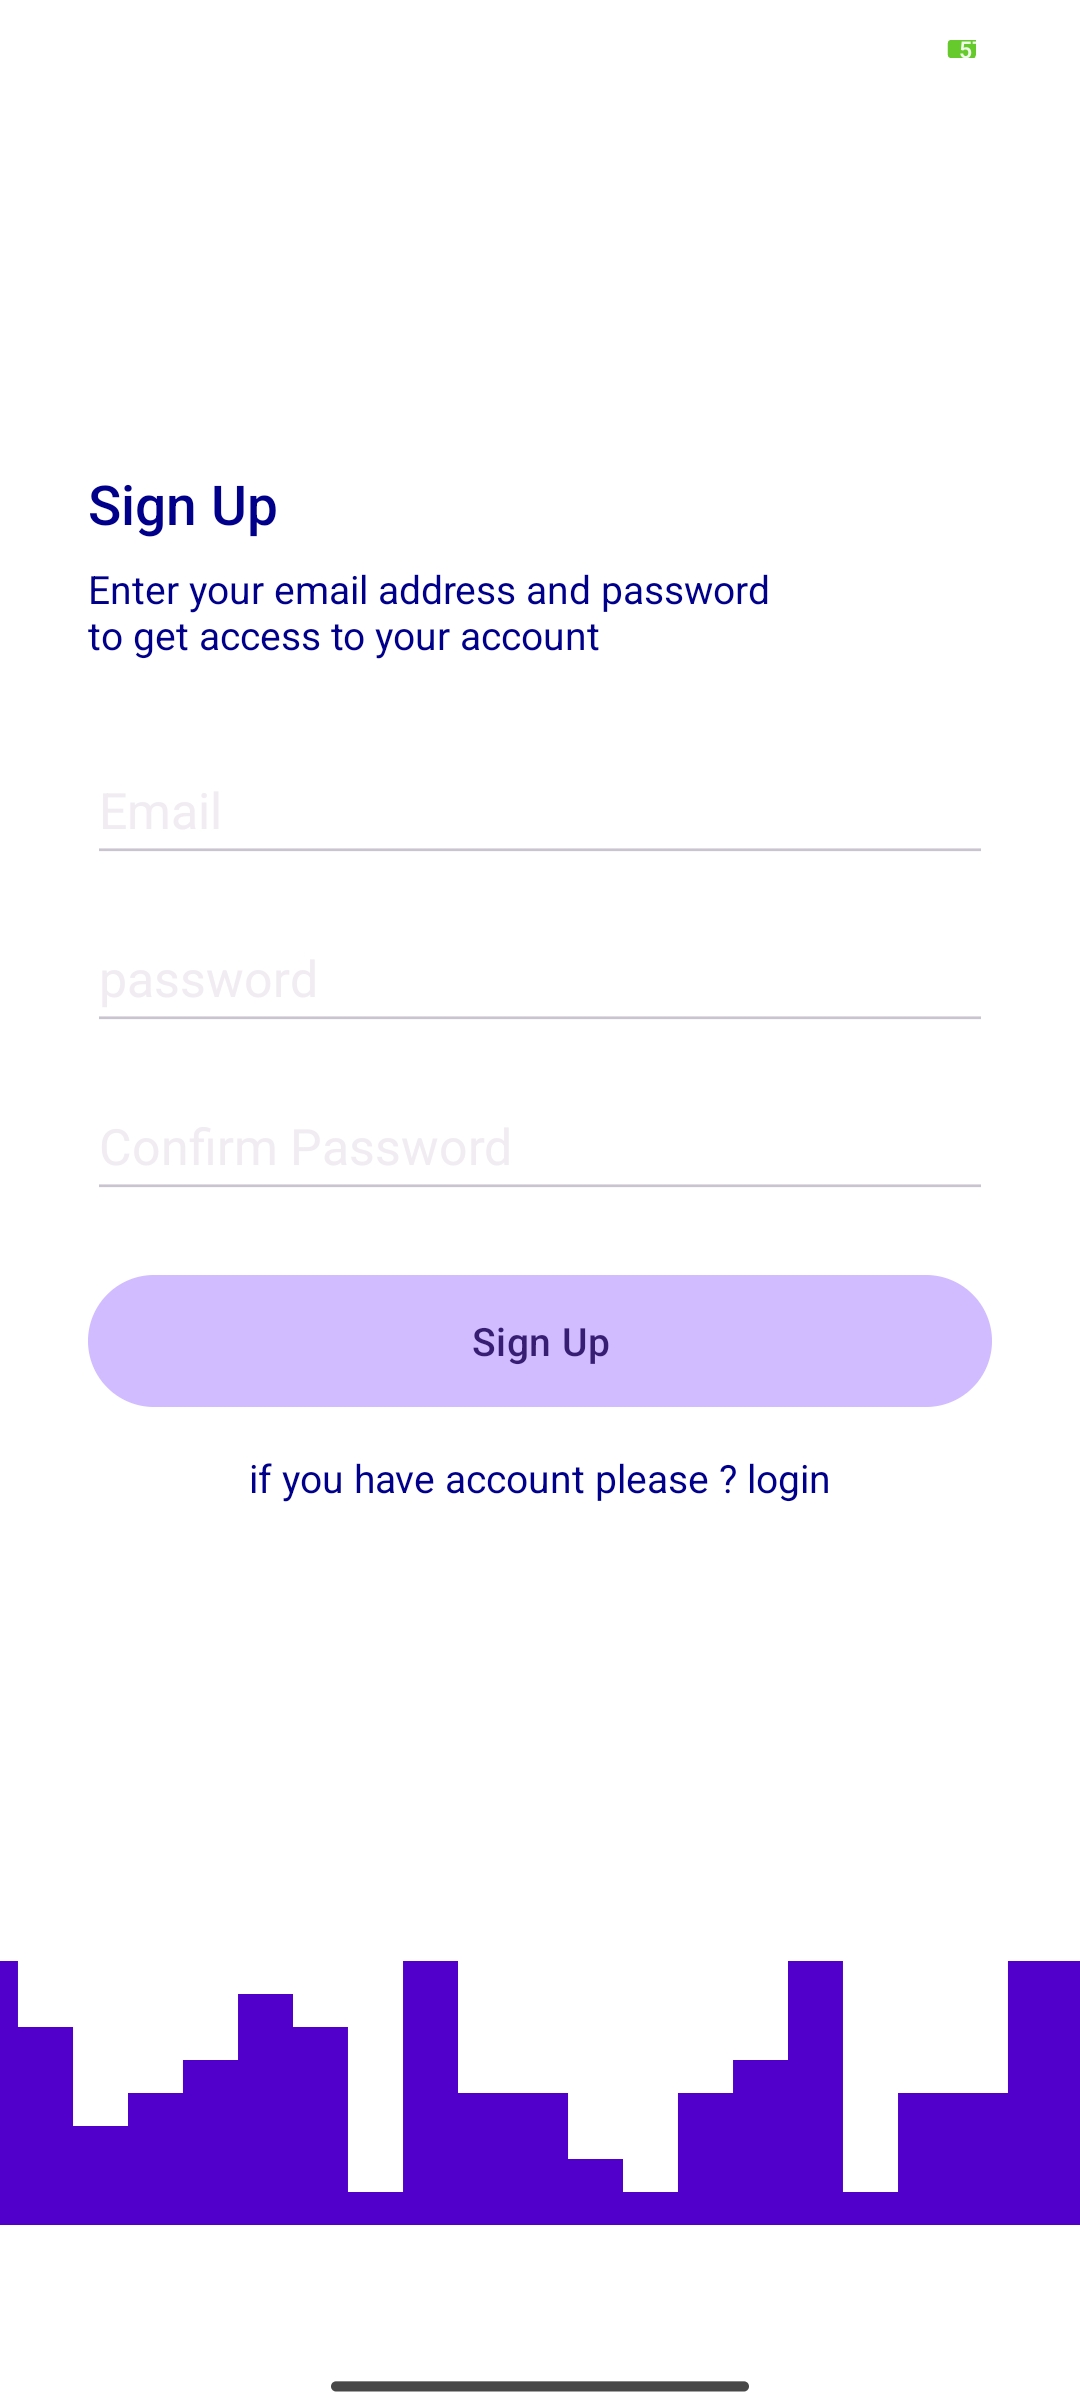 Sign Up
Enter your email address and password
to get access to your account
Email
password
Confirm Password
Sign Up
if you have account please ? login